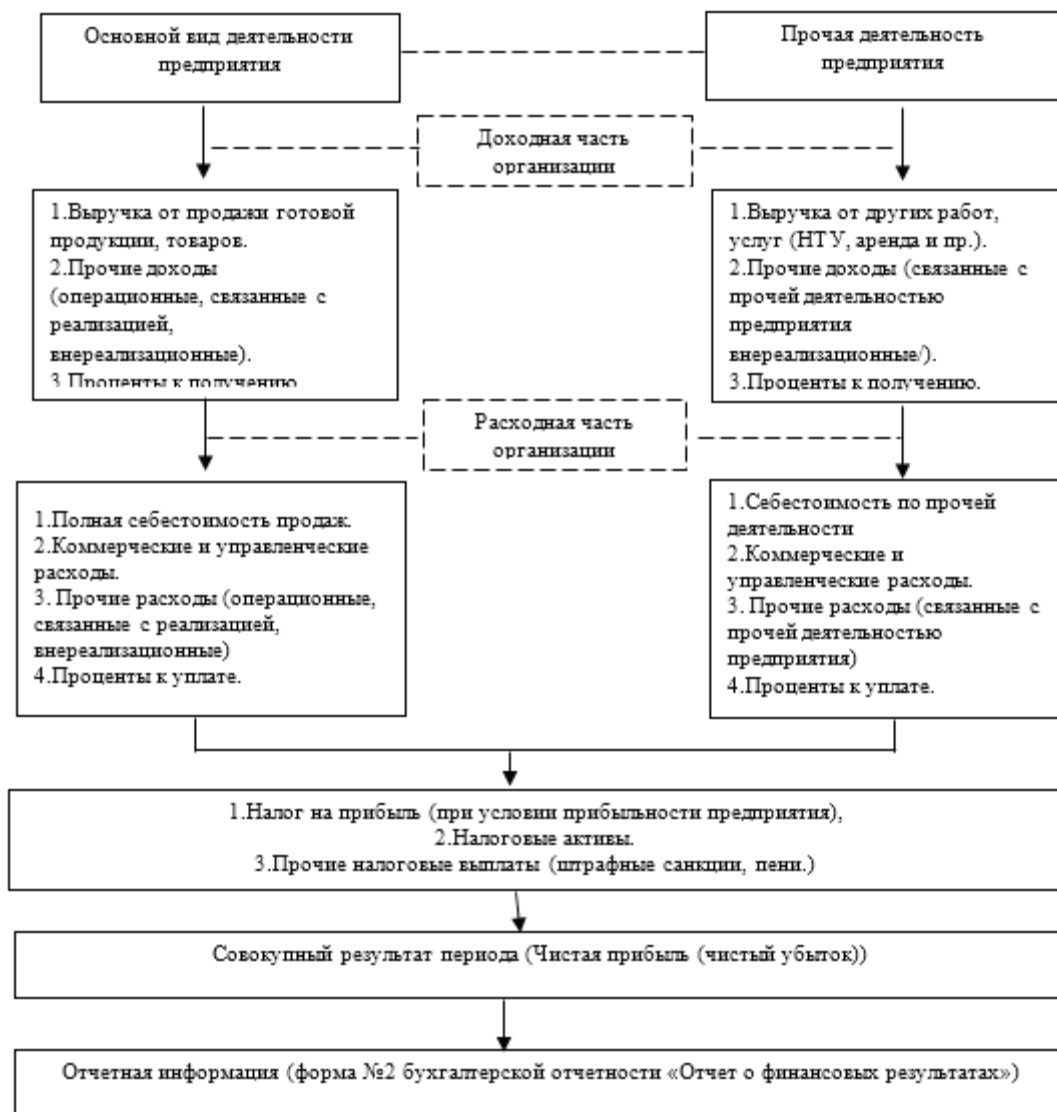 Основной вид деятельности
предприятия
Прочая деятельность
предприятия
Доходная часть
организации
1.Выручка от продажи готовой
продукции, товаров.
2.Прочие доходы
(операционные, связанные с
реализацией,
внереализационные).
3.Проценты к получению
1.Выручка от других работ,
услуг (НТУ, аренда и пр.).
2.Прочие доходы (связанные с
прочей деятельностью
предприятия
внереализационные/).
3.Проценты к получению.
Расходная часть
организации
1.Полная себестоимость продаж.
2.Коммерческие и управленческие
расходы.
3. Прочие расходы (операционные,
связанные с реализацией,
внереализационные)
4.Проценты к уплате.
1.Себестоимость по прочей
деятельности
2.Коммерческие и
управленческие расходы.
3. Прочие расходы (связанные с
прочей деятельностью
предприятия)
4.Проценты к уплате.
1.Налог на прибыль (при условии прибыльности предприятия),
2.Налоговые активы.
3.Прочие налоговые выплаты (штрафные санкции, пени.)
Совокупный результат периода (Чистая прибыль (чистый убыток))
Отчетная информация (форма №2 бухгалтерской отчетности «Отчет о финансовых результатах»)